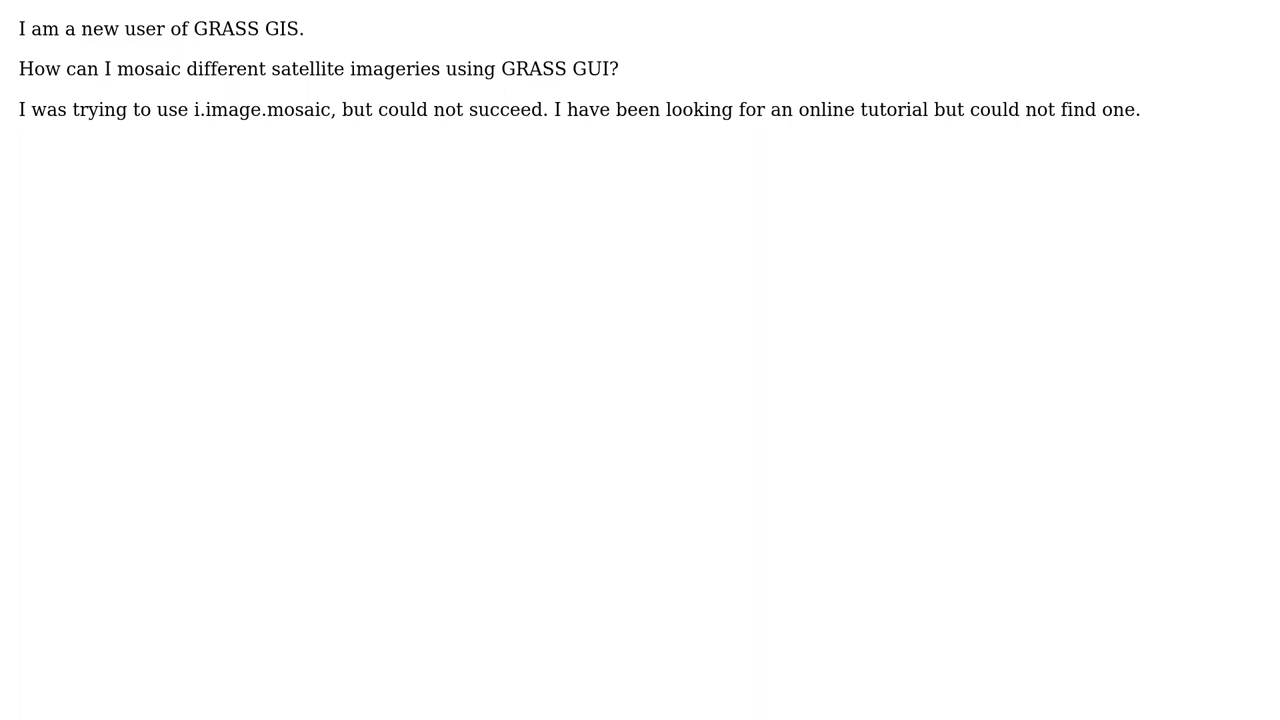 I am a new user of GRASS GIS.
How can I mosaic different satellite imageries using GRASS GUI?
I was trying to use i.image.mosaic, but could not succeed. I have been looking for an online tutorial but could not find one.